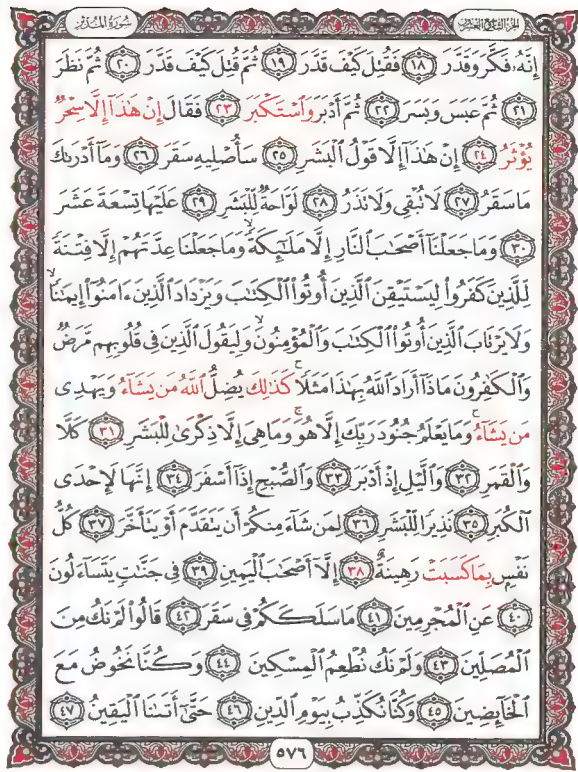 سُورَةُ المُدَّثِّر الجزء التاسع والعشرون
إِنَّهُۥ فَكَّرَ وَقَدَّرَ ١٨ فَقُتِلَ كَيْفَ قَدَّرَ ١٩ ثُمَّ قُتِلَ كَيْفَ قَدَّرَ ٢٠ ثُمَّ نَظَرَ
٢١ ثُمَّ عَبَسَ وَبَسَرَ ٢٢ ثُمَّ أَدْبَرَ وَٱسْتَكْبَرَ ٢٣ فَقَالَ إِنْ هَٰذَآ إِلَّا سِحْرٌ
يُؤْثَرُ ٢٤ إِنْ هَٰذَآ إِلَّا قَوْلُ ٱلْبَشَرِ ٢٥ سَأُصْلِيهِ سَقَرَ ٢٦ وَمَآ أَدْرَىٰكَ
مَا سَقَرُ ٢٧ لَا تُبْقِى وَلَا تَذَرُ ٢٨ لَوَّاحَةٌ لِّلْبَشَرِ ٢٩ عَلَيْهَا تِسْعَةَ عَشَرَ
٣٠ وَمَا جَعَلْنَآ أَصْحَٰبَ ٱلنَّارِ إِلَّا مَلَٰٓئِكَةً ۙ وَمَا جَعَلْنَا عِدَّتَهُمْ إِلَّا فِتْنَةً
لِّلَّذِينَ كَفَرُوا۟ لِيَسْتَيْقِنَ ٱلَّذِينَ أُوتُوا۟ ٱلْكِتَٰبَ وَيَزْدَادَ ٱلَّذِينَ ءَامَنُوٓا۟ إِيمَٰنًا ۙ
وَلَا يَرْتَابَ ٱلَّذِينَ أُوتُوا۟ ٱلْكِتَٰبَ وَٱلْمُؤْمِنُونَ ۙ وَلِيَقُولَ ٱلَّذِينَ فِى قُلُوبِهِم مَّرَضٌ
وَٱلْكَٰفِرُونَ مَاذَآ أَرَادَ ٱللَّهُ بِهَٰذَا مَثَلًا ۚ كَذَٰلِكَ يُضِلُّ ٱللَّهُ مَن يَشَآءُ وَيَهْدِى
مَن يَشَآءُ ۚ وَمَا يَعْلَمُ جُنُودَ رَبِّكَ إِلَّا هُوَ ۚ وَمَا هِىَ إِلَّا ذِكْرَىٰ لِلْبَشَرِ ٣١ كَلَّا
وَٱلْقَمَرِ ٣٢ وَٱلَّيْلِ إِذْ أَدْبَرَ ٣٣ وَٱلصُّبْحِ إِذَآ أَسْفَرَ ٣٤ إِنَّهَا لَإِحْدَى
ٱلْكُبَرِ ٣٥ نَذِيرًا لِّلْبَشَرِ ٣٦ لِمَن شَآءَ مِنكُمْ أَن يَتَقَدَّمَ أَوْ يَتَأَخَّرَ ٣٧ كُلُّ
نَفْسٍۭ بِمَا كَسَبَتْ رَهِينَةٌ ٣٨ إِلَّآ أَصْحَٰبَ ٱلْيَمِينِ ٣٩ فِى جَنَّٰتٍ يَتَسَآءَلُونَ
٤٠ عَنِ ٱلْمُجْرِمِينَ ٤١ مَا سَلَكَكُمْ فِى سَقَرَ ٤٢ قَالُوا۟ لَمْ نَكُ مِنَ
ٱلْمُصَلِّينَ ٤٣ وَلَمْ نَكُ نُطْعِمُ ٱلْمِسْكِينَ ٤٤ وَكُنَّا نَخُوضُ مَعَ
ٱلْخَآئِضِينَ ٤٥ وَكُنَّا نُكَذِّبُ بِيَوْمِ ٱلدِّينِ ٤٦ حَتَّىٰٓ أَتَىٰنَا ٱلْيَقِينُ ٤٧
٥٧٦